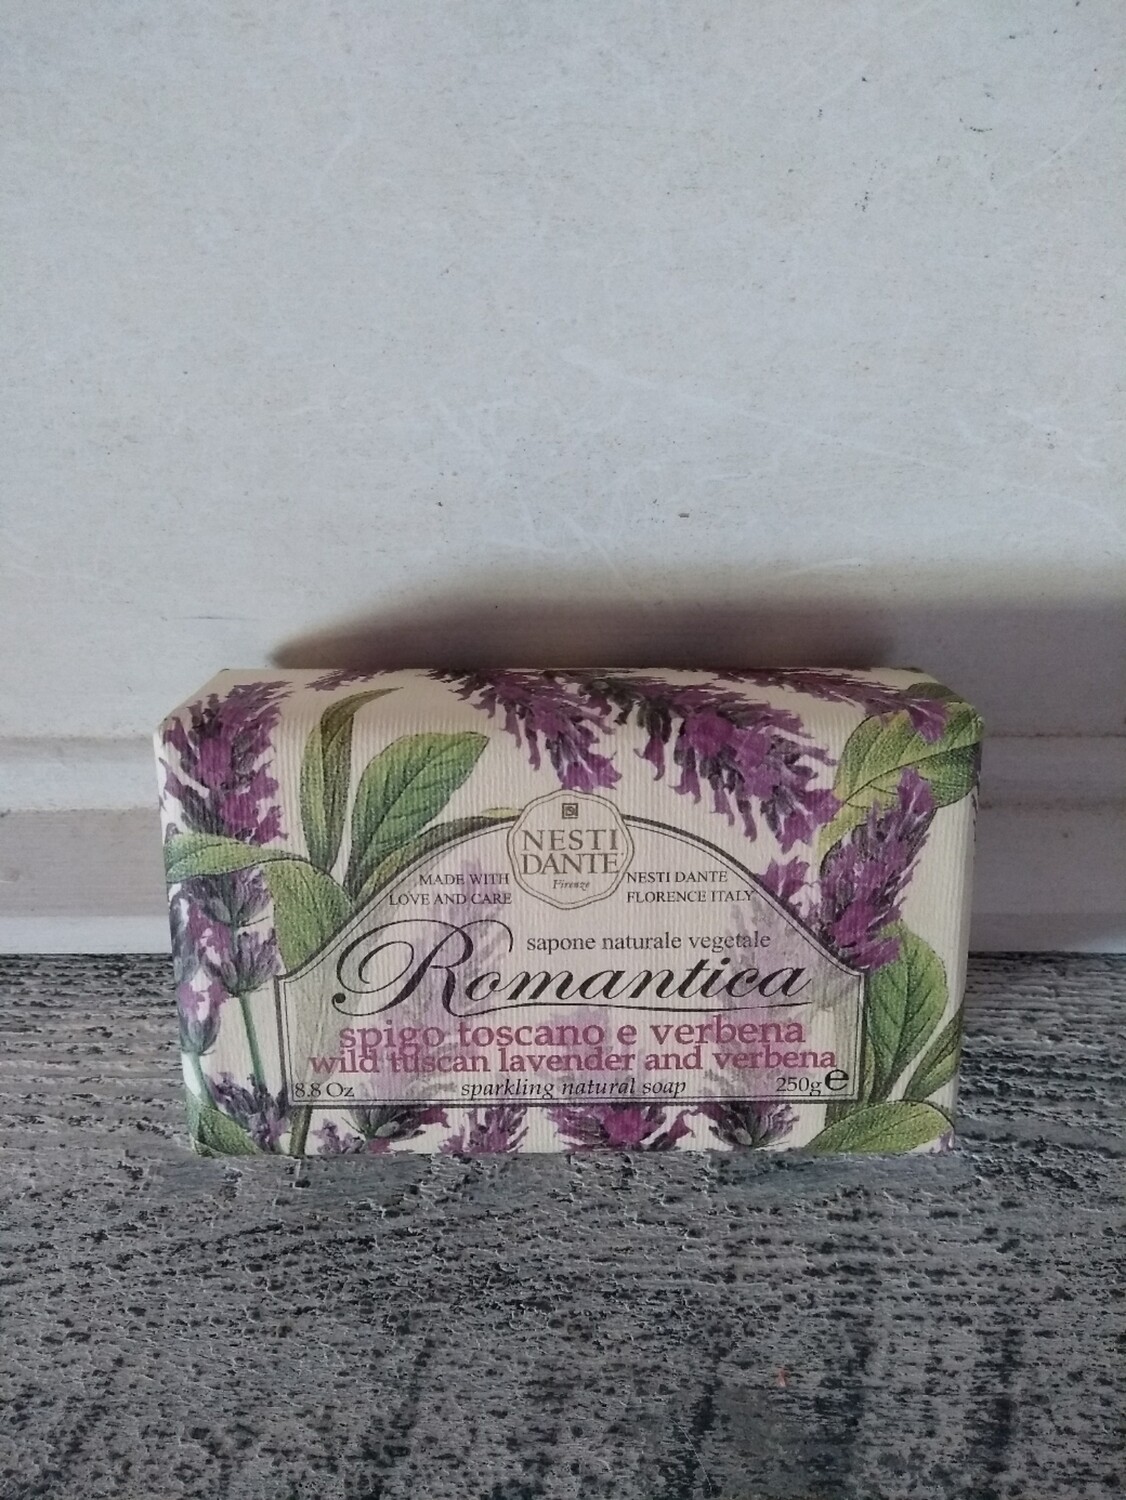 NESTI
DANTE
Firenze
MADE WITH
LOVE AND CARE
NESTI DANTE
FLORENCE ITALY
sapone naturale vegetale
Romantica
spigo toscano e verbena
wild tuscan lavender and verbena
8.8 Oz
sparkling natural soap
250g e